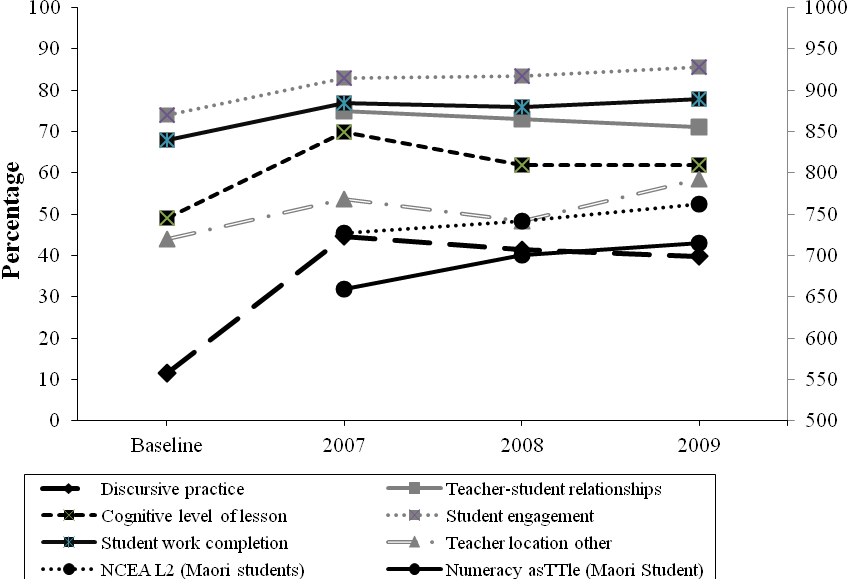 100 1000
90 950
80 900
70 850
60 800
50 750
40 700
30 650
20 600
10 550
0 500
Percentage
Baseline 2007 2008 2009
Discursive practice Teacher-student relationships
Cognitive level of lesson Student engagement
Student work completion Teacher location other
NCEA L2 (Maori students) Numeracy asTTle (Maori Student)